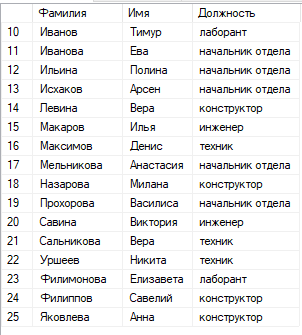 Фамилия Имя Должность
10 Иванов Тимур лаборант
11 Иванова Ева начальник отдела
12 Ильина Полина начальник отдела
13 Исхаков Арсен начальник отдела
14 Левина Вера конструктор
15 Макаров Илья инженер
16 Максимов Денис техник
17 Мельникова Анастасия начальник отдела
18 Назарова Милана конструктор
19 Прохорова Василиса начальник отдела
20 Савина Виктория инженер
21 Сальникова Вера техник
22 Уршеев Никита техник
23 Филимонова Елизавета лаборант
24 Филиппов Савелий конструктор
25 Яковлева Анна конструктор